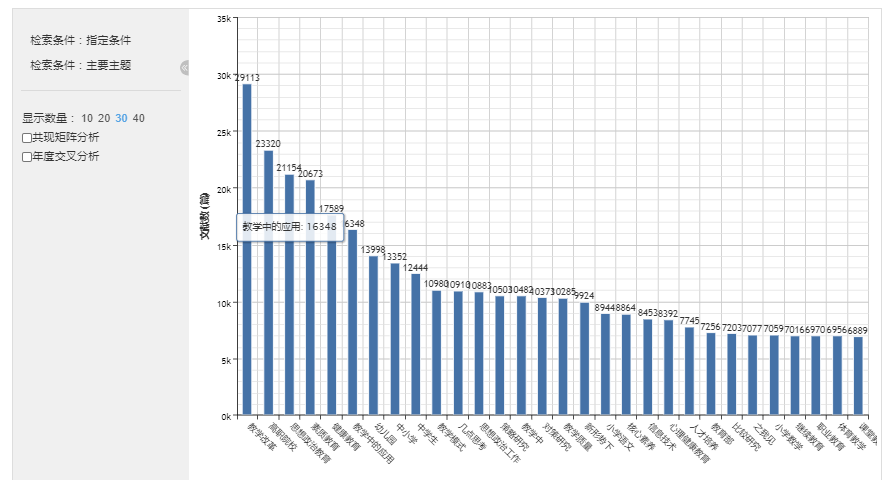 检索条件：指定条件
检索条件：主要主题
显示数量： 10 20 30 40
共现矩阵分析
年度交叉分析
文献数(篇)
35k
30k
25k
20k
15k
10k
5k
0k
29113
23320
21154
20673
17589
教学中的应用: 16348
6348
13998
13352
12444
10980
10910
10883
10503
10482
10373
10285
9924
8944
8864
8453
8392
7745
7256
7203
7077
7059
7016
6970
6956
6889
教学改革
高职院校
思想政治教育
素质教育
健康教育
教学中的应用
幼儿园
中小学
中学生
教学模式
几点思考
思想政治工作
策略研究
教学中
对策研究
教学质量
新形势下
小学语文
核心素养
信息技术
心理健康教育
人才培养
教育部
比较研究
之我见
小学数学
继续教育
职业教育
体育教学
课堂教